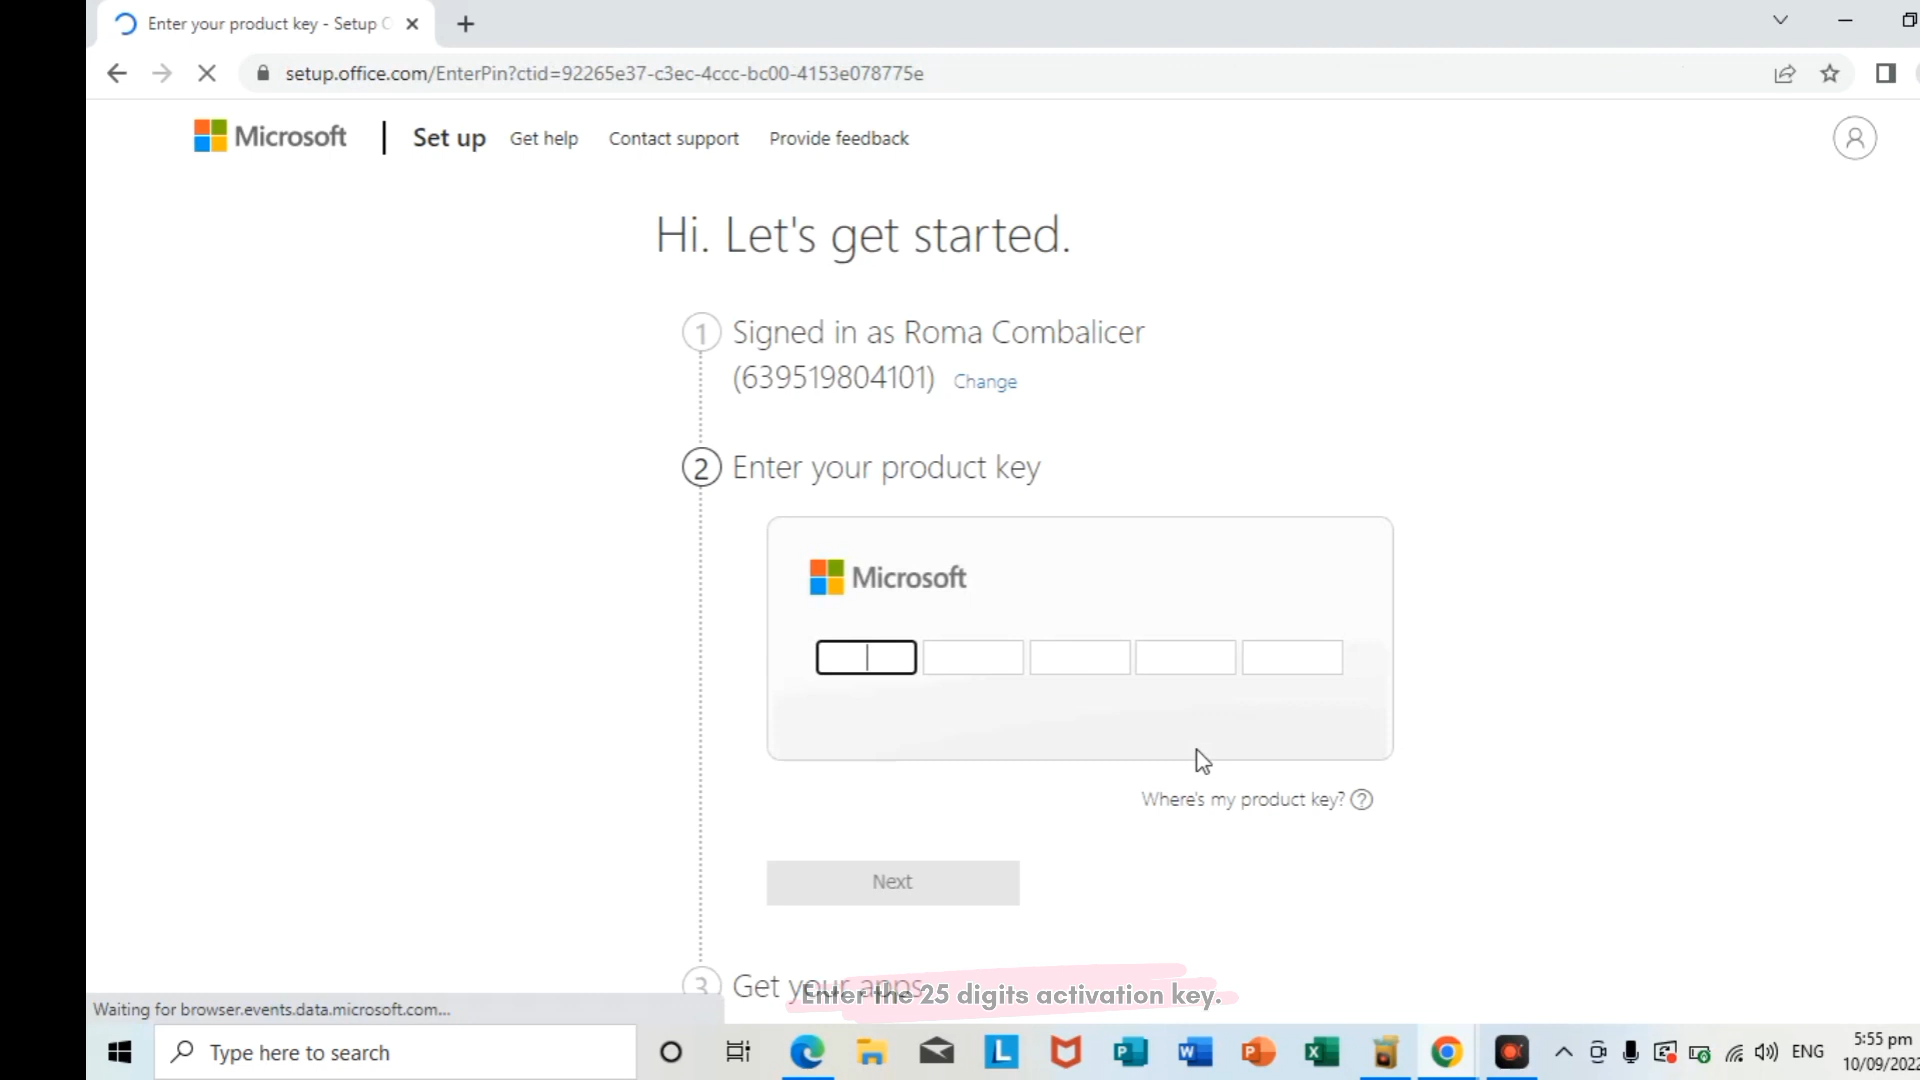 Enter your product key - Setup
setup.office.com/EnterPin?ctid=92265e37-c3ec-4ccc-bc00-4153e078775e
Microsoft
Set up
Get help
Contact support
Provide feedback
Hi. Let's get started.
1 Signed in as Roma Combalicer
(639519804101) Change
2 Enter your product key
Microsoft
Where's my product key? ?
Next
3 Get your apps
Enter the 25 digits activation key.
Waiting for browser.events.data.microsoft.com...
Type here to search
L
P
W
P
X
ENG
5:55 pm
10/09/2022